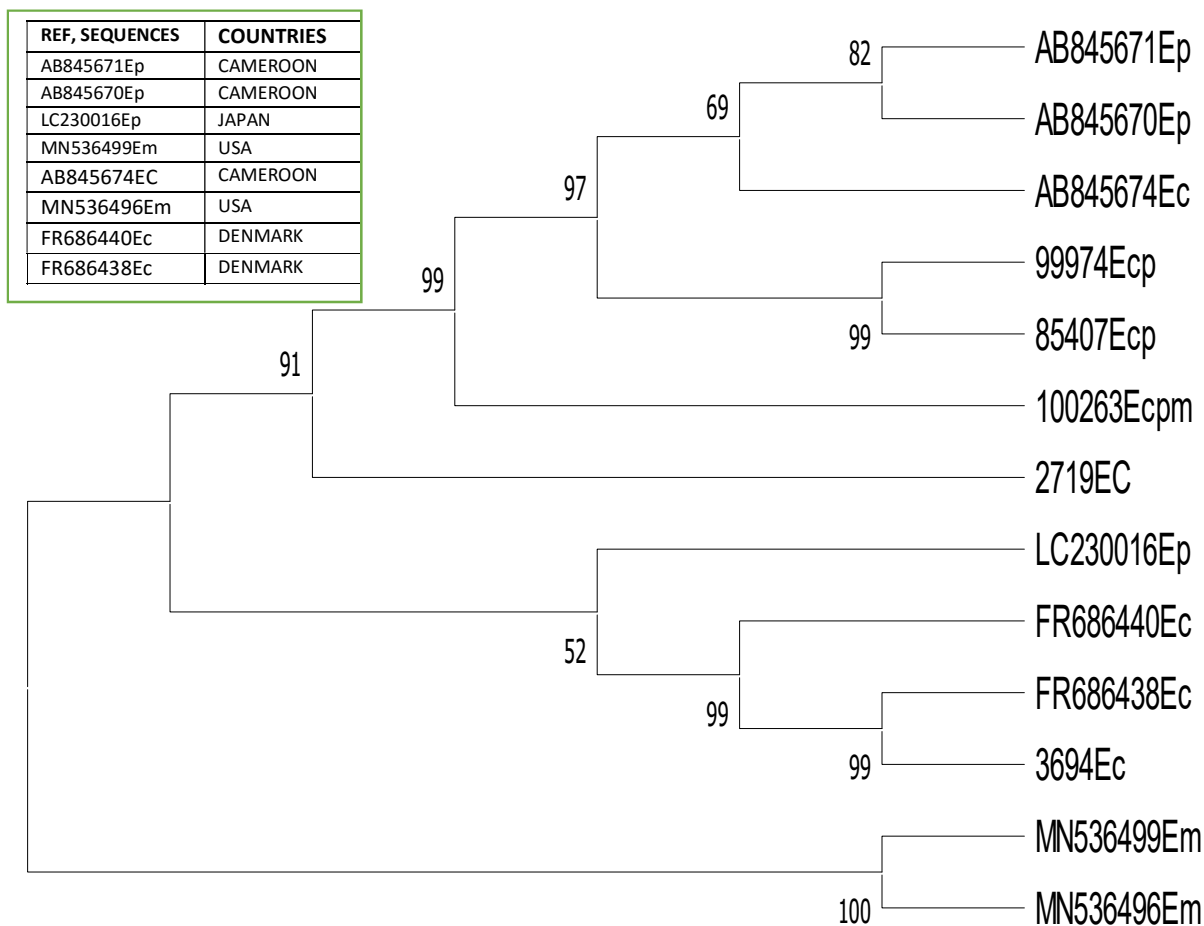 REF, SEQUENCES COUNTRIES
AB845671Ep CAMEROON
AB845670Ep CAMEROON
LC230016Ep JAPAN
MN536499Em USA
AB845674EC CAMEROON
MN536496Em USA
FR686440Ec DENMARK
FR686438Ec DENMARK
82
AB845671Ep
69
AB845670Ep
97
AB845674Ec
99
99974Ecp
99
85407Ecp
91
100263Ecpm
2719EC
LC230016Ep
52
FR686440Ec
99
FR686438Ec
99
3694Ec
MN536499Em
100
MN536496Em